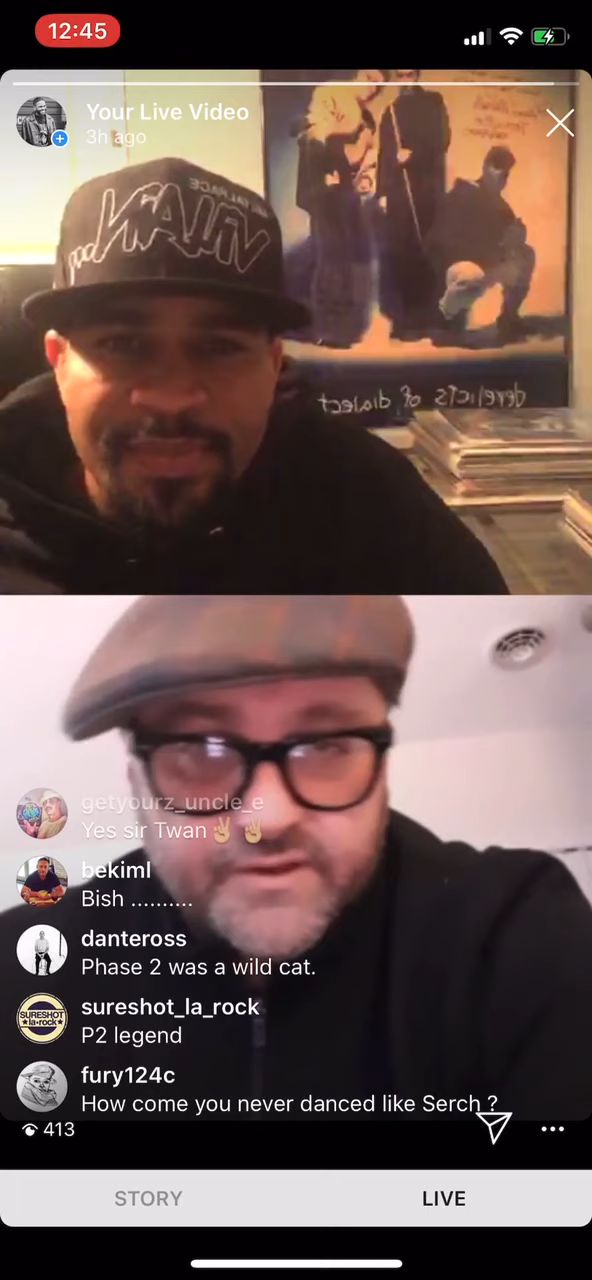 12:45
Your Live Video
3h ago
derelicts of dialect
getyourz_uncle_e
Yes sir Twan✌🏼 ✌🏼
bekiml
Bish ..........
danteross
Phase 2 was a wild cat.
SURESHOT
★la•rock★
sureshot_la_rock
P2 legend
fury124c
How come you never danced like Serch ?
413
STORY
LIVE